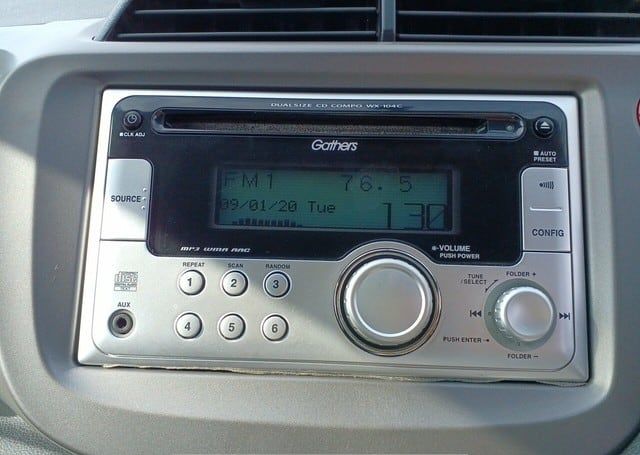 DUALSIZE CD COMPO WX-104C
CLK ADJ
Gathers
AUTO
PRESET
FM1 76.5
SOURCE
09/01/20 Tue 130
CONFIG
MP3 WMA AAC
VOLUME
PUSH POWER
REPEAT SCAN RANDOM
1 2 3
TUNE
/SELECT
FOLDER +
AUX
4 5 6
PUSH ENTER
FOLDER −